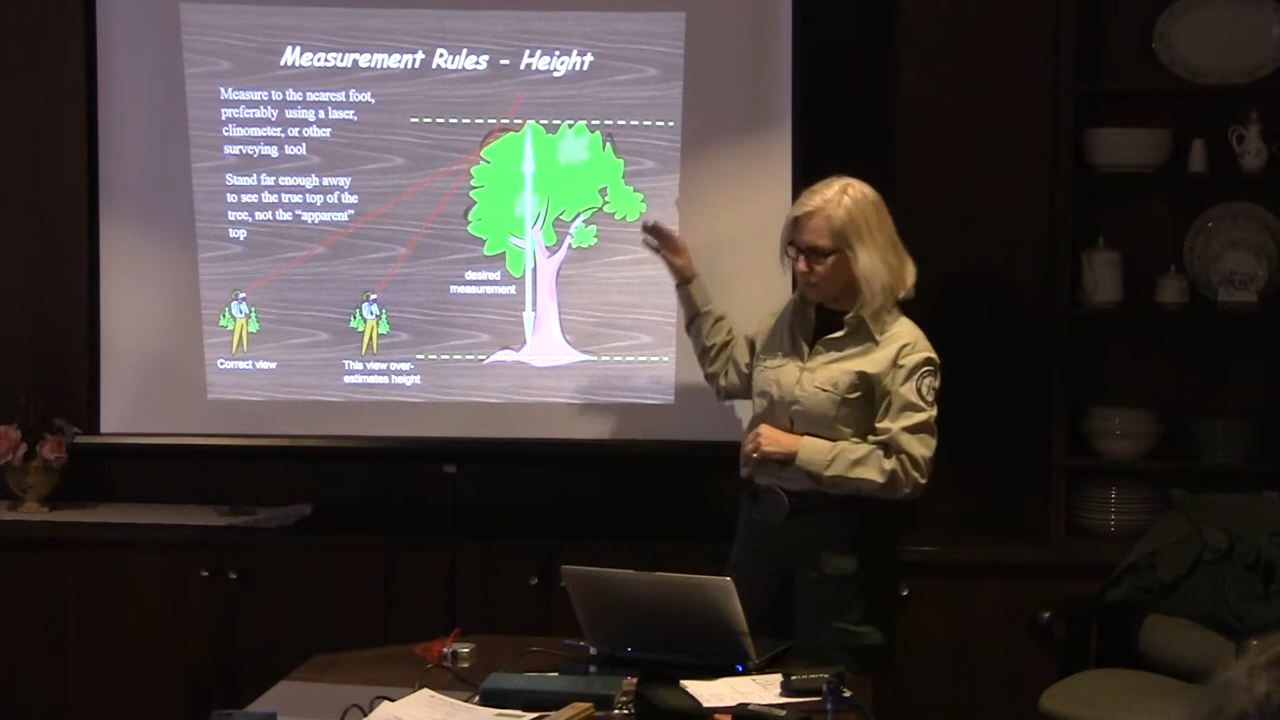 Measurement Rules - Height
Measure to the nearest foot,
preferably using a laser,
clinometer, or other
surveying tool
Stand far enough away
to see the true top of the
tree, not the “apparent”
top
desired
measurement
Correct view
This view over-
estimates height